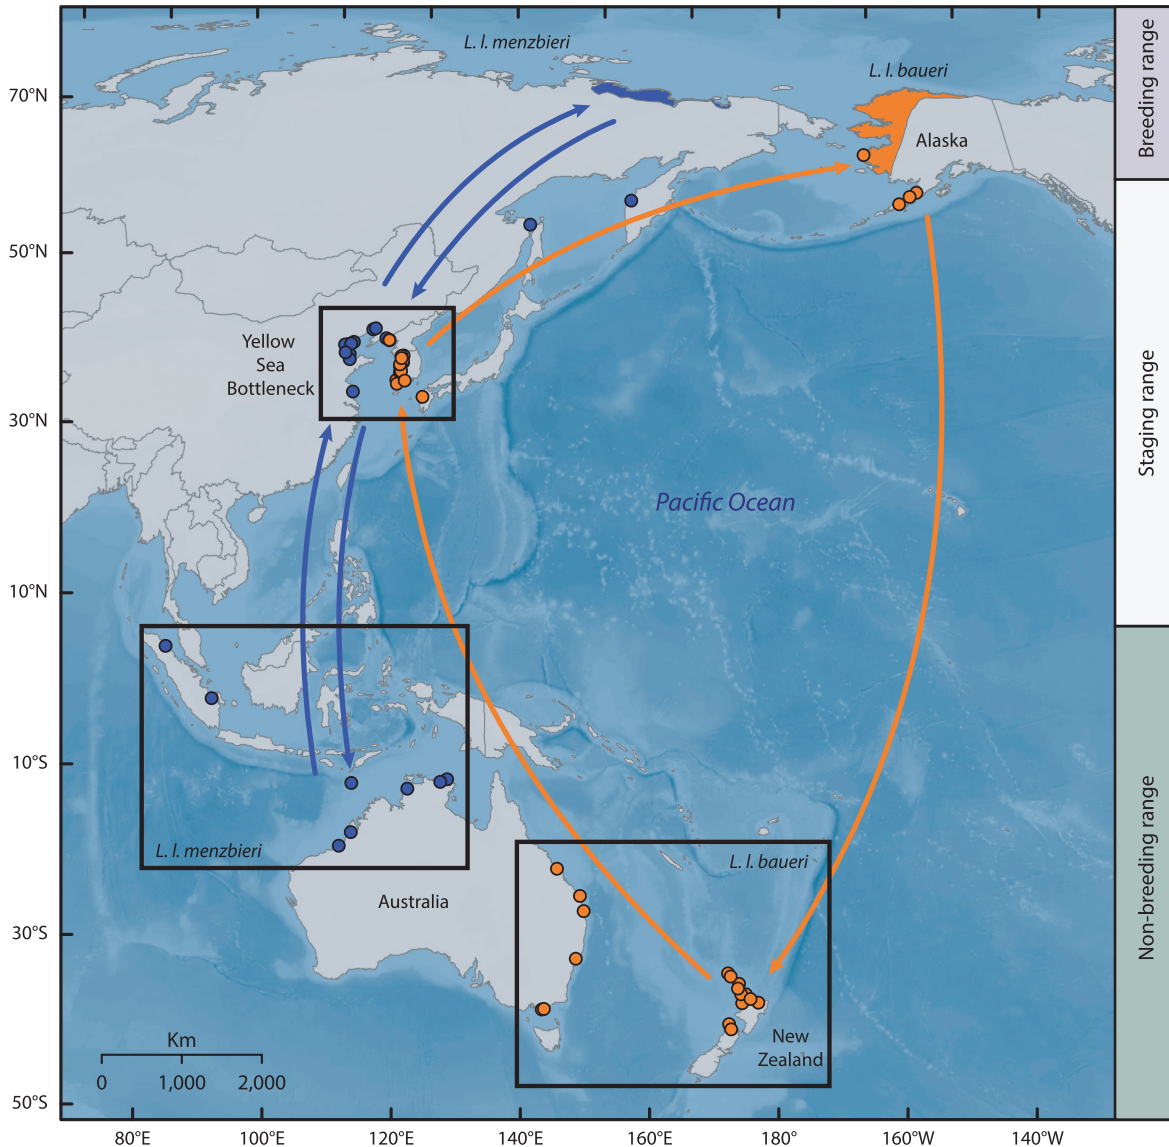 L. l. menzbieri
L. l. baueri
Breeding range
70°N
Alaska
50°N
Staging range
Yellow
Sea
Bottleneck
30°N
Pacific Ocean
10°N
10°S
L. l. menzbieri
L. l. baueri
Australia
Non-breeding range
30°S
New
Zealand
Km
0 1,000 2,000
50°S
80°E 100°E 120°E 140°E 160°E 180° 160°W 140°W